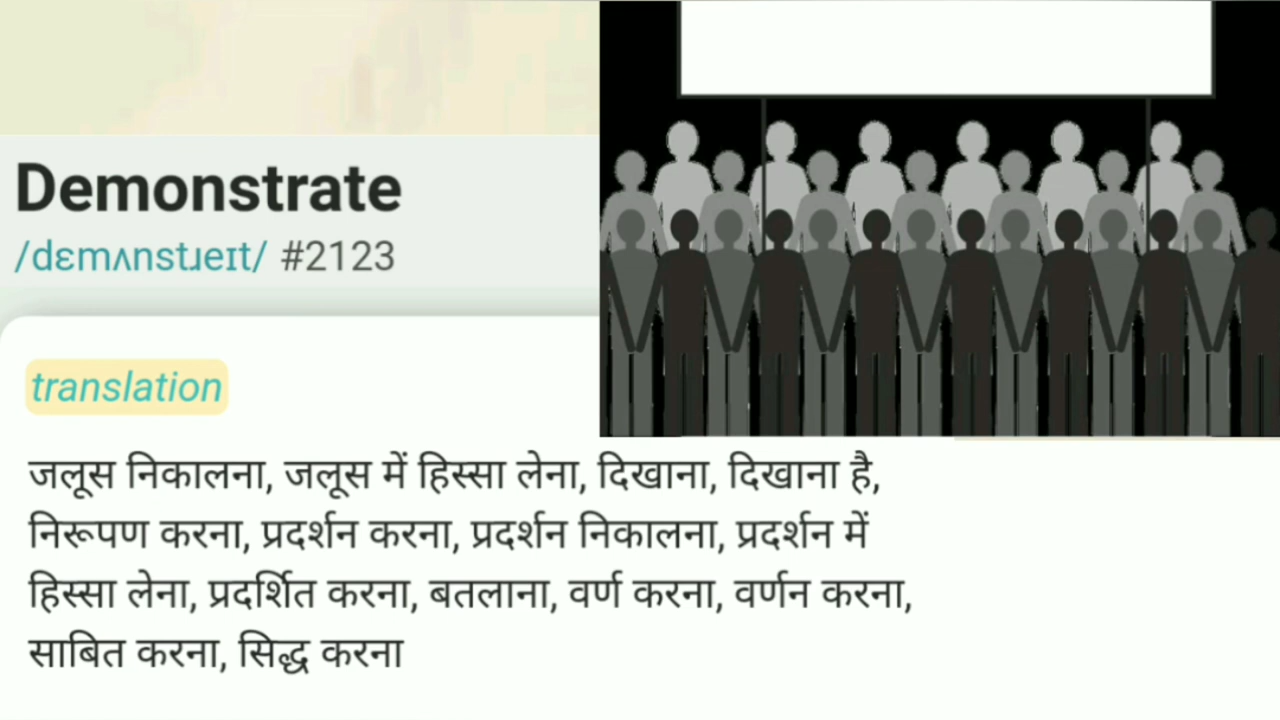 Demonstrate
/dɛmʌnstɹeɪt/ #2123
translation
जलूस निकालना, जलूस में हिस्सा लेना, दिखाना, दिखाना है,
निरूपण करना, प्रदर्शन करना, प्रदर्शन निकालना, प्रदर्शन में
हिस्सा लेना, प्रदर्शित करना, बतलाना, वर्ण करना, वर्णन करना,
साबित करना, सिद्ध करना